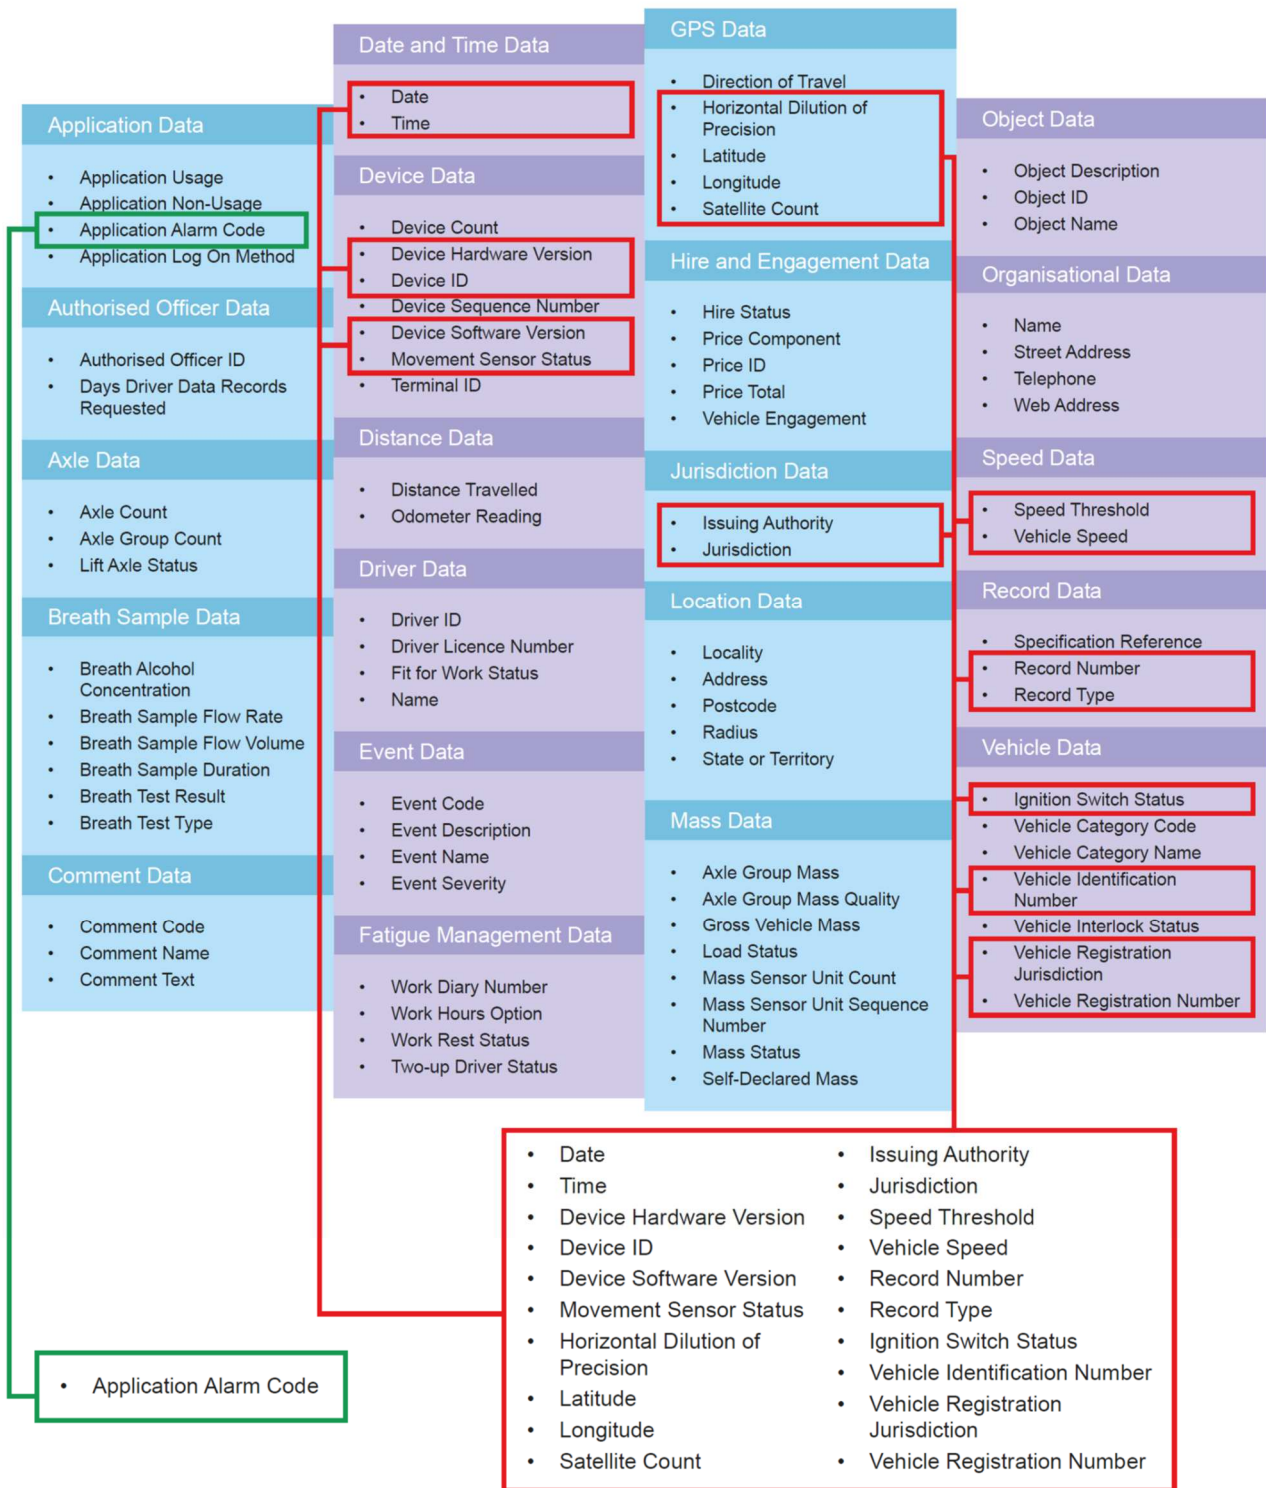 Application Data
• Application Usage
• Application Non-Usage
• Application Alarm Code
• Application Log On Method
Authorised Officer Data
• Authorised Officer ID
• Days Driver Data Records
Requested
Axle Data
• Axle Count
• Axle Group Count
• Lift Axle Status
Breath Sample Data
• Breath Alcohol
Concentration
• Breath Sample Flow Rate
• Breath Sample Flow Volume
• Breath Sample Duration
• Breath Test Result
• Breath Test Type
Comment Data
• Comment Code
• Comment Name
• Comment Text
Date and Time Data
• Date
• Time
Device Data
• Device Count
• Device Hardware Version
• Device ID
• Device Sequence Number
• Device Software Version
• Movement Sensor Status
• Terminal ID
Distance Data
• Distance Travelled
• Odometer Reading
Driver Data
• Driver ID
• Driver Licence Number
• Fit for Work Status
• Name
Event Data
• Event Code
• Event Description
• Event Name
• Event Severity
Fatigue Management Data
• Work Diary Number
• Work Hours Option
• Work Rest Status
• Two-up Driver Status
GPS Data
• Direction of Travel
• Horizontal Dilution of
Precision
• Latitude
• Longitude
• Satellite Count
Hire and Engagement Data
• Hire Status
• Price Component
• Price ID
• Price Total
• Vehicle Engagement
Jurisdiction Data
• Issuing Authority
• Jurisdiction
Location Data
• Locality
• Address
• Postcode
• Radius
• State or Territory
Mass Data
• Axle Group Mass
• Axle Group Mass Quality
• Gross Vehicle Mass
• Load Status
• Mass Sensor Unit Count
• Mass Sensor Unit Sequence
Number
• Mass Status
• Self-Declared Mass
Object Data
• Object Description
• Object ID
• Object Name
Organisational Data
• Name
• Street Address
• Telephone
• Web Address
Speed Data
• Speed Threshold
• Vehicle Speed
Record Data
• Specification Reference
• Record Number
• Record Type
Vehicle Data
• Ignition Switch Status
• Vehicle Category Code
• Vehicle Category Name
• Vehicle Identification
Number
• Vehicle Interlock Status
• Vehicle Registration
Jurisdiction
• Vehicle Registration Number
• Application Alarm Code
• Date
• Time
• Device Hardware Version
• Device ID
• Device Software Version
• Movement Sensor Status
• Horizontal Dilution of
Precision
• Latitude
• Longitude
• Satellite Count
• Issuing Authority
• Jurisdiction
• Speed Threshold
• Vehicle Speed
• Record Number
• Record Type
• Ignition Switch Status
• Vehicle Identification Number
• Vehicle Registration
Jurisdiction
• Vehicle Registration Number